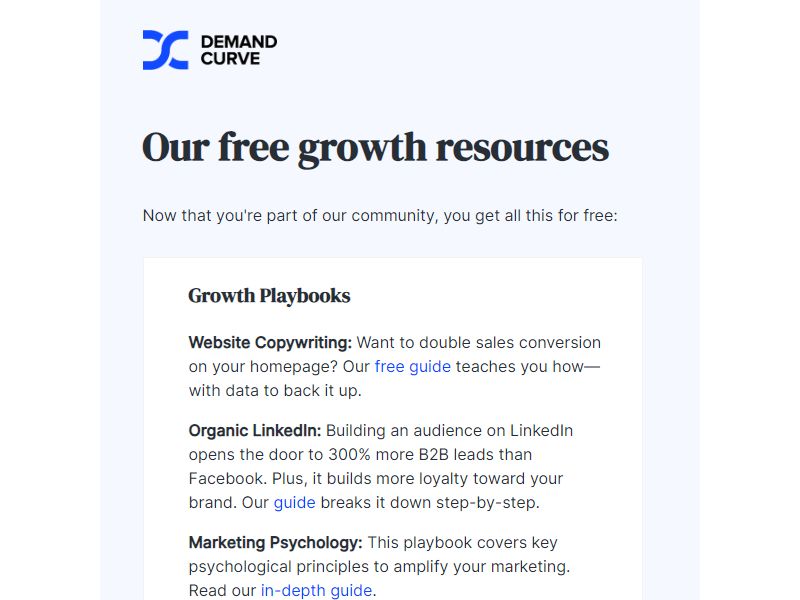 DEMAND
CURVE
Our free growth resources
Now that you're part of our community, you get all this for free:
Growth Playbooks
Website Copywriting: Want to double sales conversion
on your homepage? Our free guide teaches you how—
with data to back it up.
Organic LinkedIn: Building an audience on LinkedIn
opens the door to 300% more B2B leads than
Facebook. Plus, it builds more loyalty toward your
brand. Our guide breaks it down step-by-step.
Marketing Psychology: This playbook covers key
psychological principles to amplify your marketing.
Read our in-depth guide.